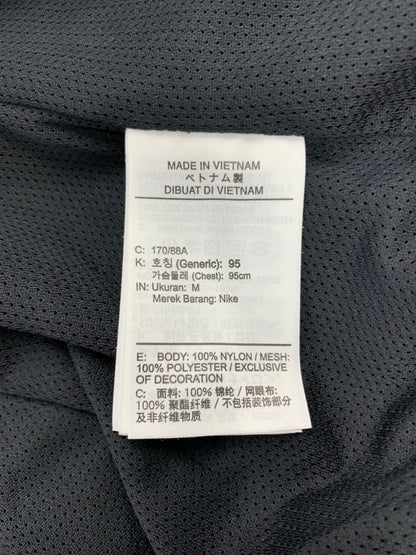 MADE IN VIETNAM
ベトナム製
DIBUAT DI VIETNAM
C: 170/88A
K: 호칭 (Generic): 95
가슴둘레 (Chest): 95cm
IN: Ukuran: M
Merek Barang: Nike
E: BODY: 100% NYLON / MESH:
100% POLYESTER / EXCLUSIVE
OF DECORATION
C: 面料: 100% 锦纶 / 网眼布:
100% 聚酯纤维 / 不包括装饰部分
及非纤维物质